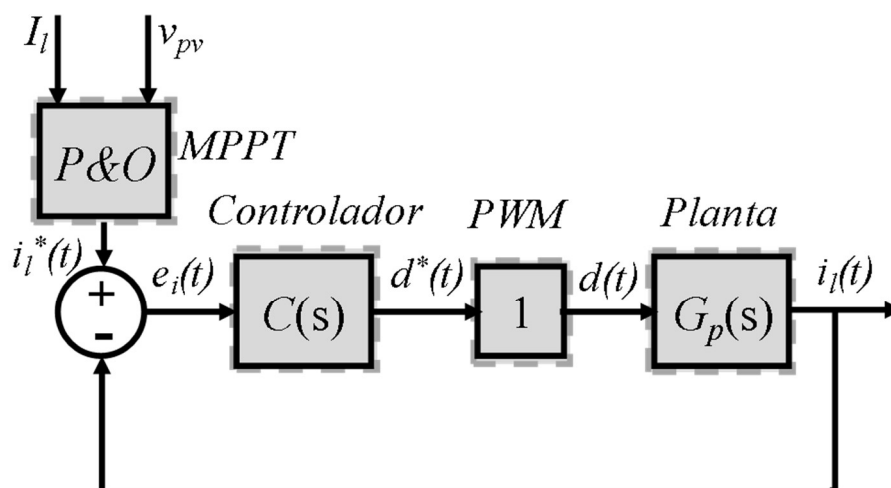 I_l
v_pv
P&O
MPPT
i_l*(t)
Controlador
PWM
Planta
e_i(t)
d*(t)
d(t)
i_l(t)
+
-
C(s)
1
G_p(s)